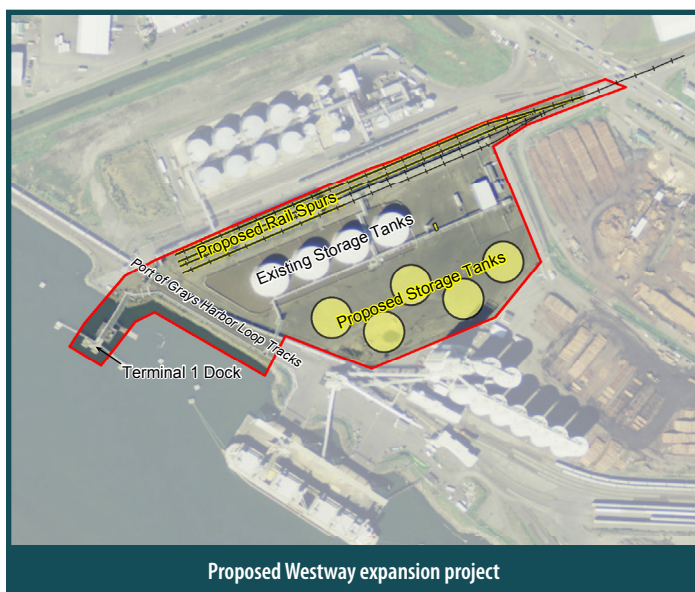 Proposed Rail Spurs
Existing Storage Tanks
Proposed Storage Tanks
Port of Grays Harbor Loop Tracks
Terminal 1 Dock
Proposed Westway expansion project